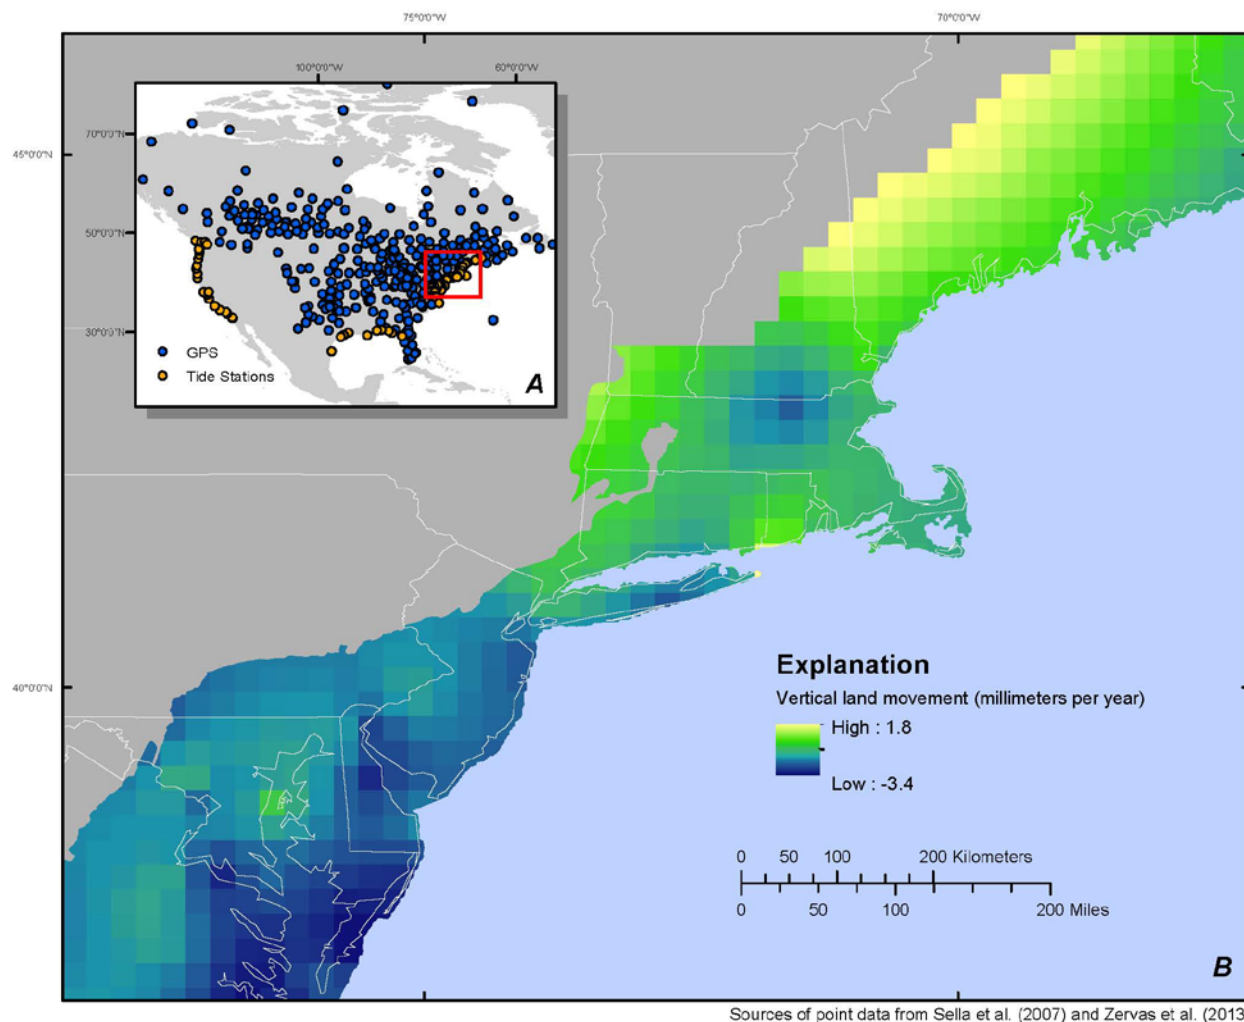 75°0'0"W
70°0'0"W
100°0'0"W
60°0'0"W
70°0'0"N
45°0'0"N
50°0'0"N
30°0'0"N
GPS
Tide Stations
A
40°0'0"N
Explanation
Vertical land movement (millimeters per year)
High : 1.8
Low : -3.4
0 50 100 200 Kilometers
0 50 100 200 Miles
B
Sources of point data from Sella et al. (2007) and Zervas et al. (2013